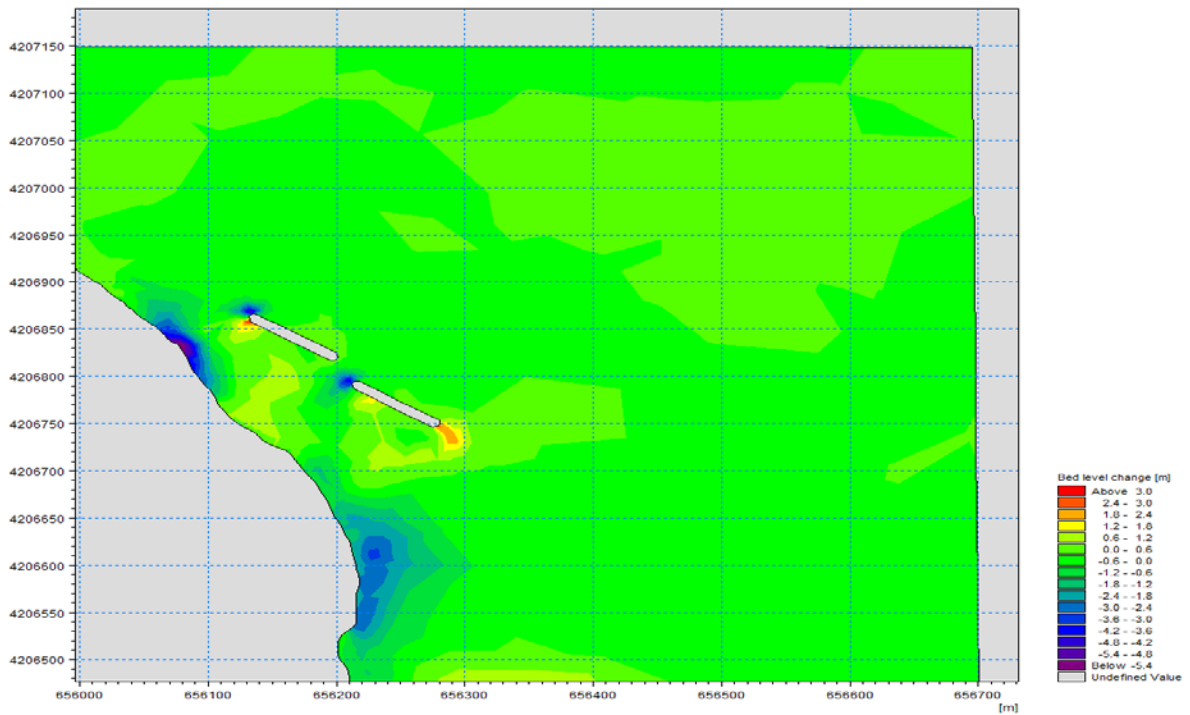 4207150
4207100
4207050
4207000
4206950
4206900
4206850
4206800
4206750
4206700
4206650
4206600
4206550
4206500
656000 656100 656200 656300 656400 656500 656600 656700
[m]
Bed level change [m]
Above 3.0
2.4 - 3.0
1.8 - 2.4
1.2 - 1.8
0.6 - 1.2
0.0 - 0.6
-0.6 - 0.0
-1.2 - -0.6
-1.8 - -1.2
-2.4 - -1.8
-3.0 - -2.4
-3.6 - -3.0
-4.2 - -3.6
-4.8 - -4.2
-5.4 - -4.8
Below -5.4
Undefined Value